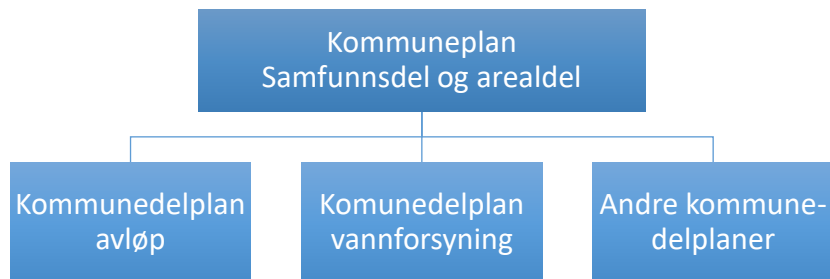 Kommuneplan
Samfunnsdel og arealdel
Kommunedelplan
avløp
Komunedelplan
vannforsyning
Andre kommune-
delplaner